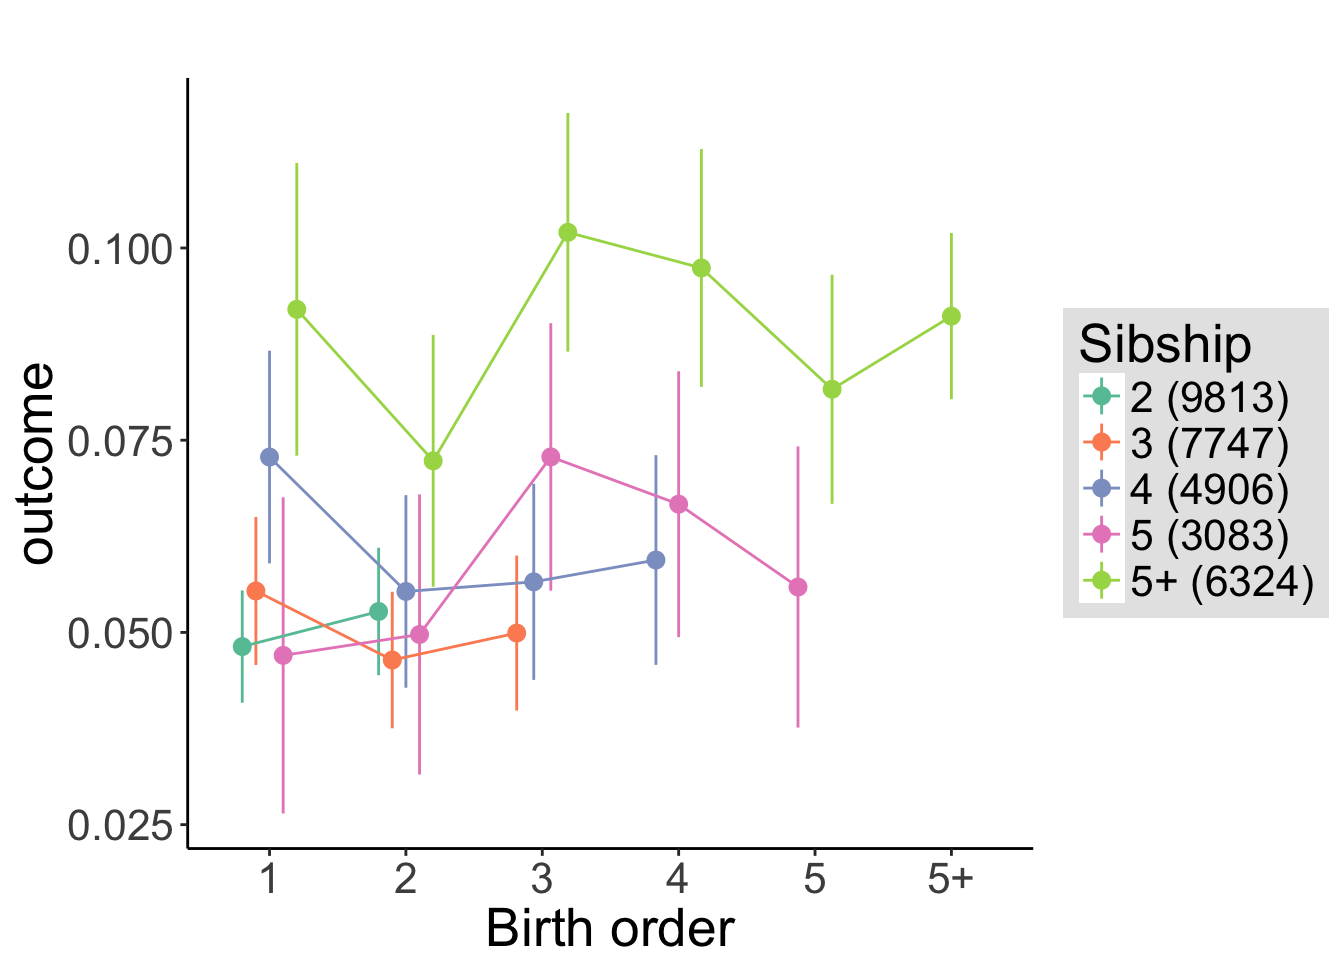 outcome
0.100
0.075
0.050
0.025
1 2 3 4 5 5+
Birth order
Sibship
2 (9813)
3 (7747)
4 (4906)
5 (3083)
5+ (6324)